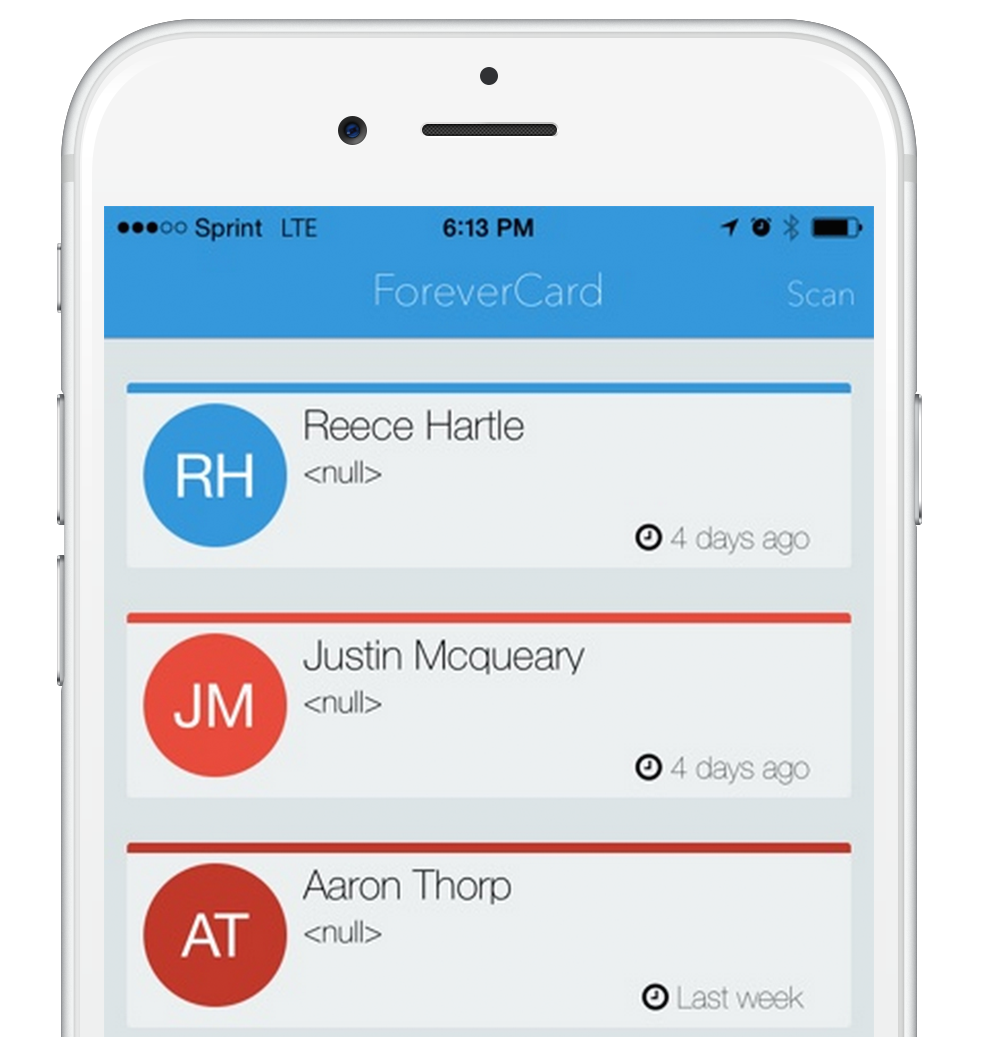 Sprint LTE 6:13 PM
ForeverCard Scan
RH Reece Hartle
<null>
4 days ago
JM Justin Mcqueary
<null>
4 days ago
AT Aaron Thorp
<null>
Last week